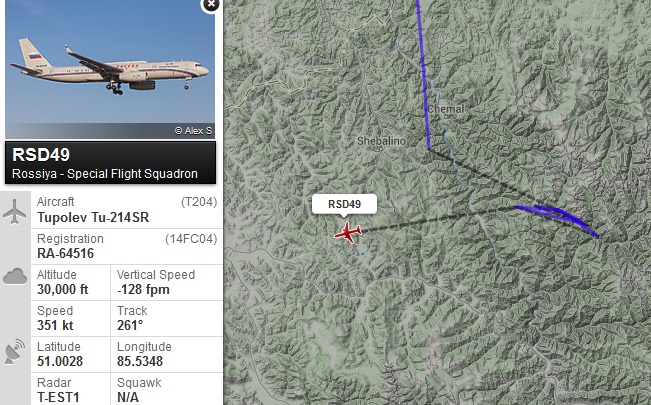 © Alex S
RSD49
Rossiya - Special Flight Squadron
Aircraft (T204)
Tupolev Tu-214SR
Registration (14FC04)
RA-64516
Altitude Vertical Speed
30,000 ft -128 fpm
Speed Track
351 kt 261°
Latitude Longitude
51.0028 85.5348
Radar Squawk
T-EST1 N/A
Chemal
Shebalino
RSD49